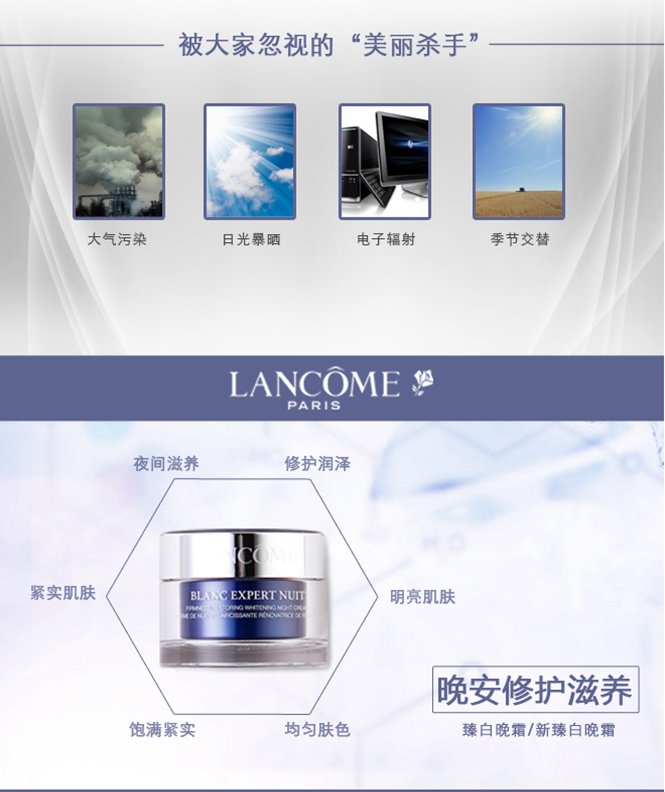 被大家忽视的“美丽杀手”
大气污染
日光暴晒
电子辐射
季节交替
LANCÔME
PARIS
夜间滋养
修护润泽
紧实肌肤
明亮肌肤
LANCÔME
BLANC EXPERT NUIT
WHITENING NIGHT
饱满紧实
均匀肤色
晚安修护滋养
臻白晚霜/新臻白晚霜